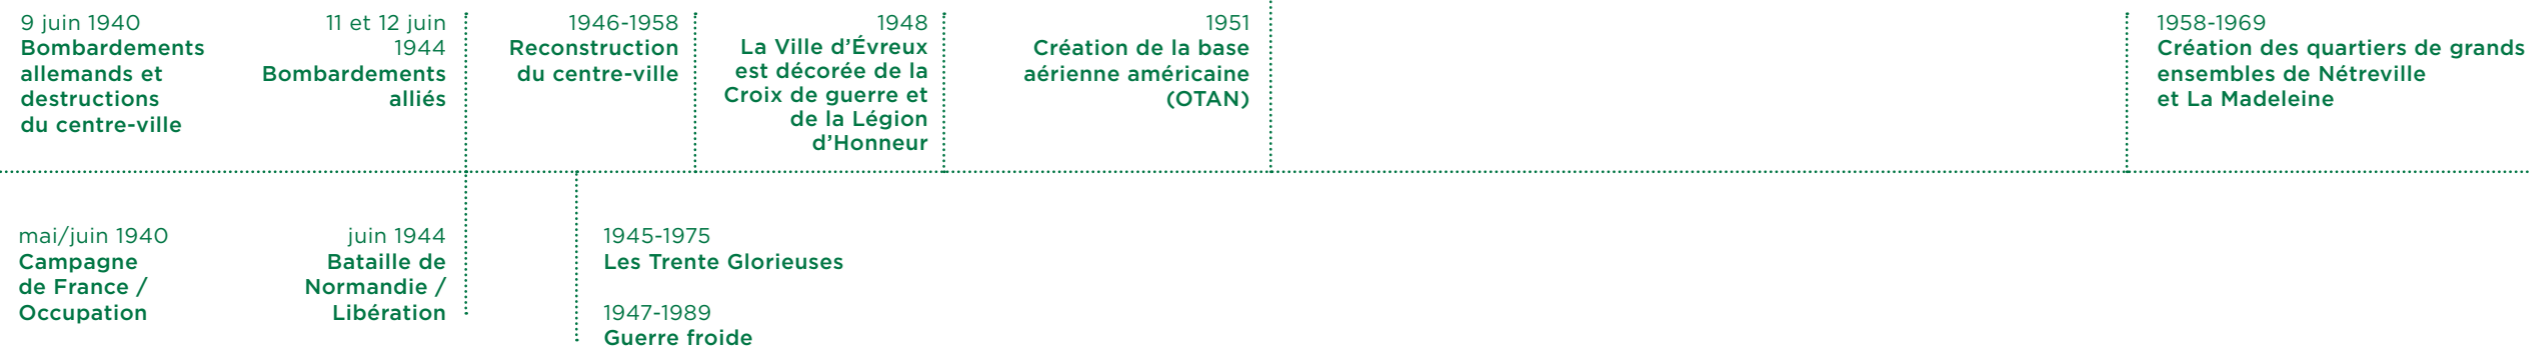 9 juin 1940
Bombardements
allemands et
destructions
du centre-ville
11 et 12 juin
1944
Bombardements
alliés
1946-1958
Reconstruction
du centre-ville
1948
La Ville d’Évreux
est décorée de la
Croix de guerre et
de la Légion
d’Honneur
1951
Création de la base
aérienne américaine
(OTAN)
1958-1969
Création des quartiers de grands
ensembles de Nétreville
et La Madeleine
mai/juin 1940
Campagne
de France /
Occupation
juin 1944
Bataille de
Normandie /
Libération
1945-1975
Les Trente Glorieuses
1947-1989
Guerre froide